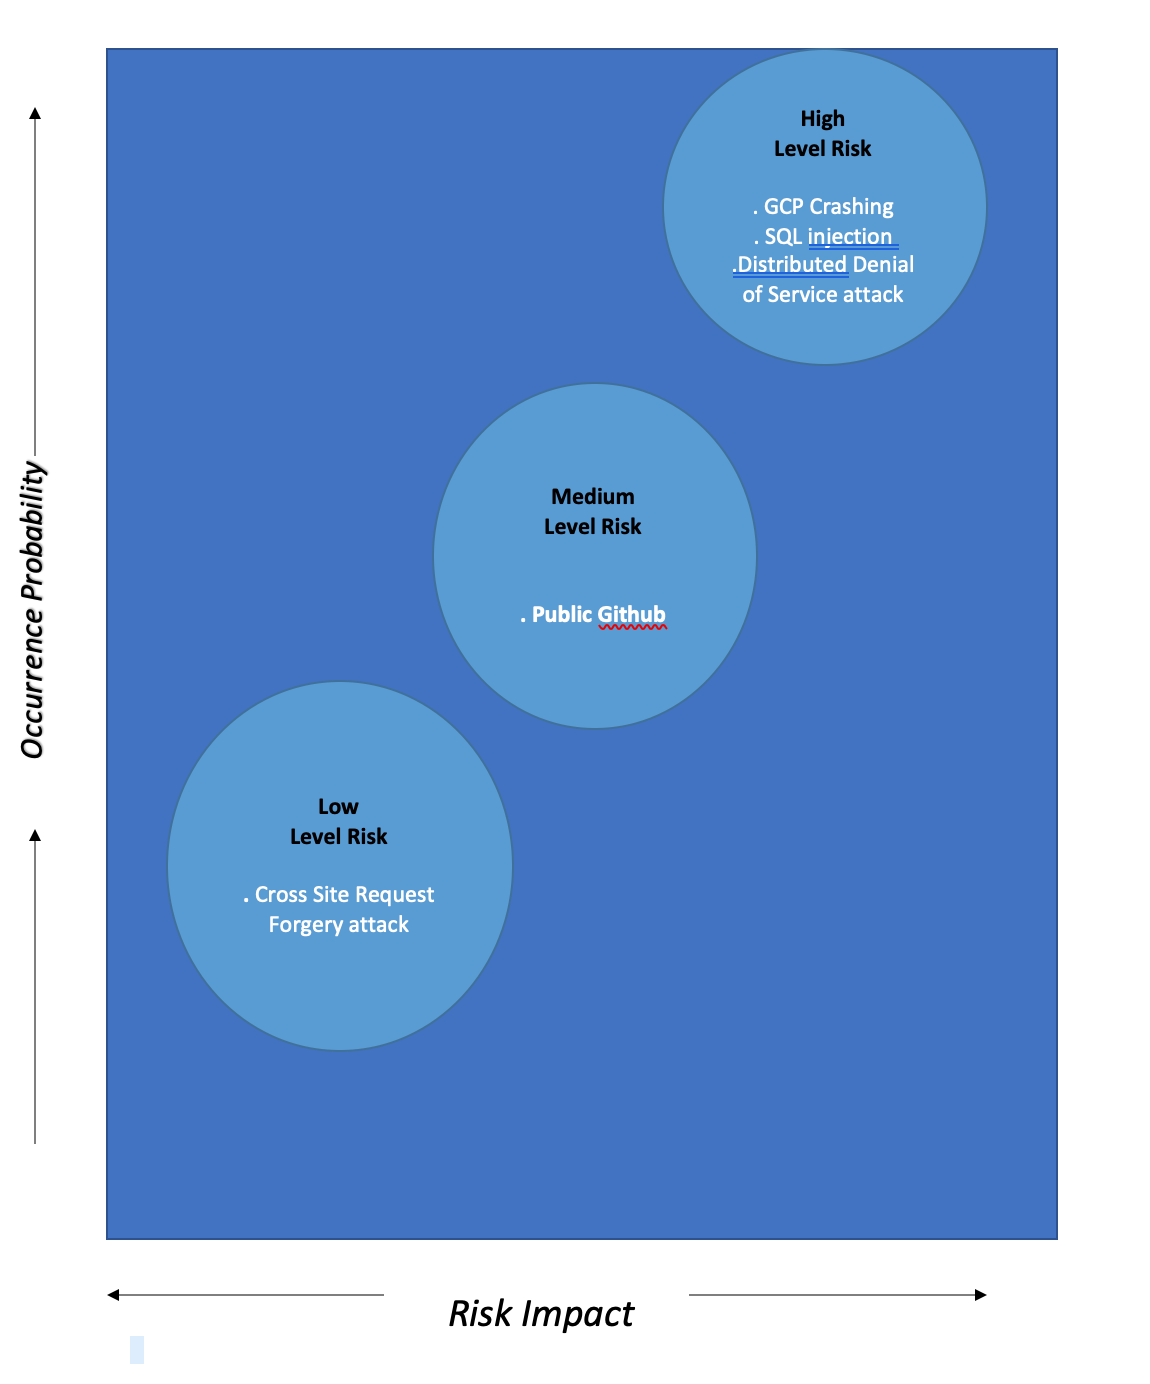 High
Level Risk
. GCP Crashing
. SQL injection
.Distributed Denial
of Service attack
Occurrence Probability
Medium
Level Risk
. Public Github
Low
Level Risk
. Cross Site Request
Forgery attack
Risk Impact